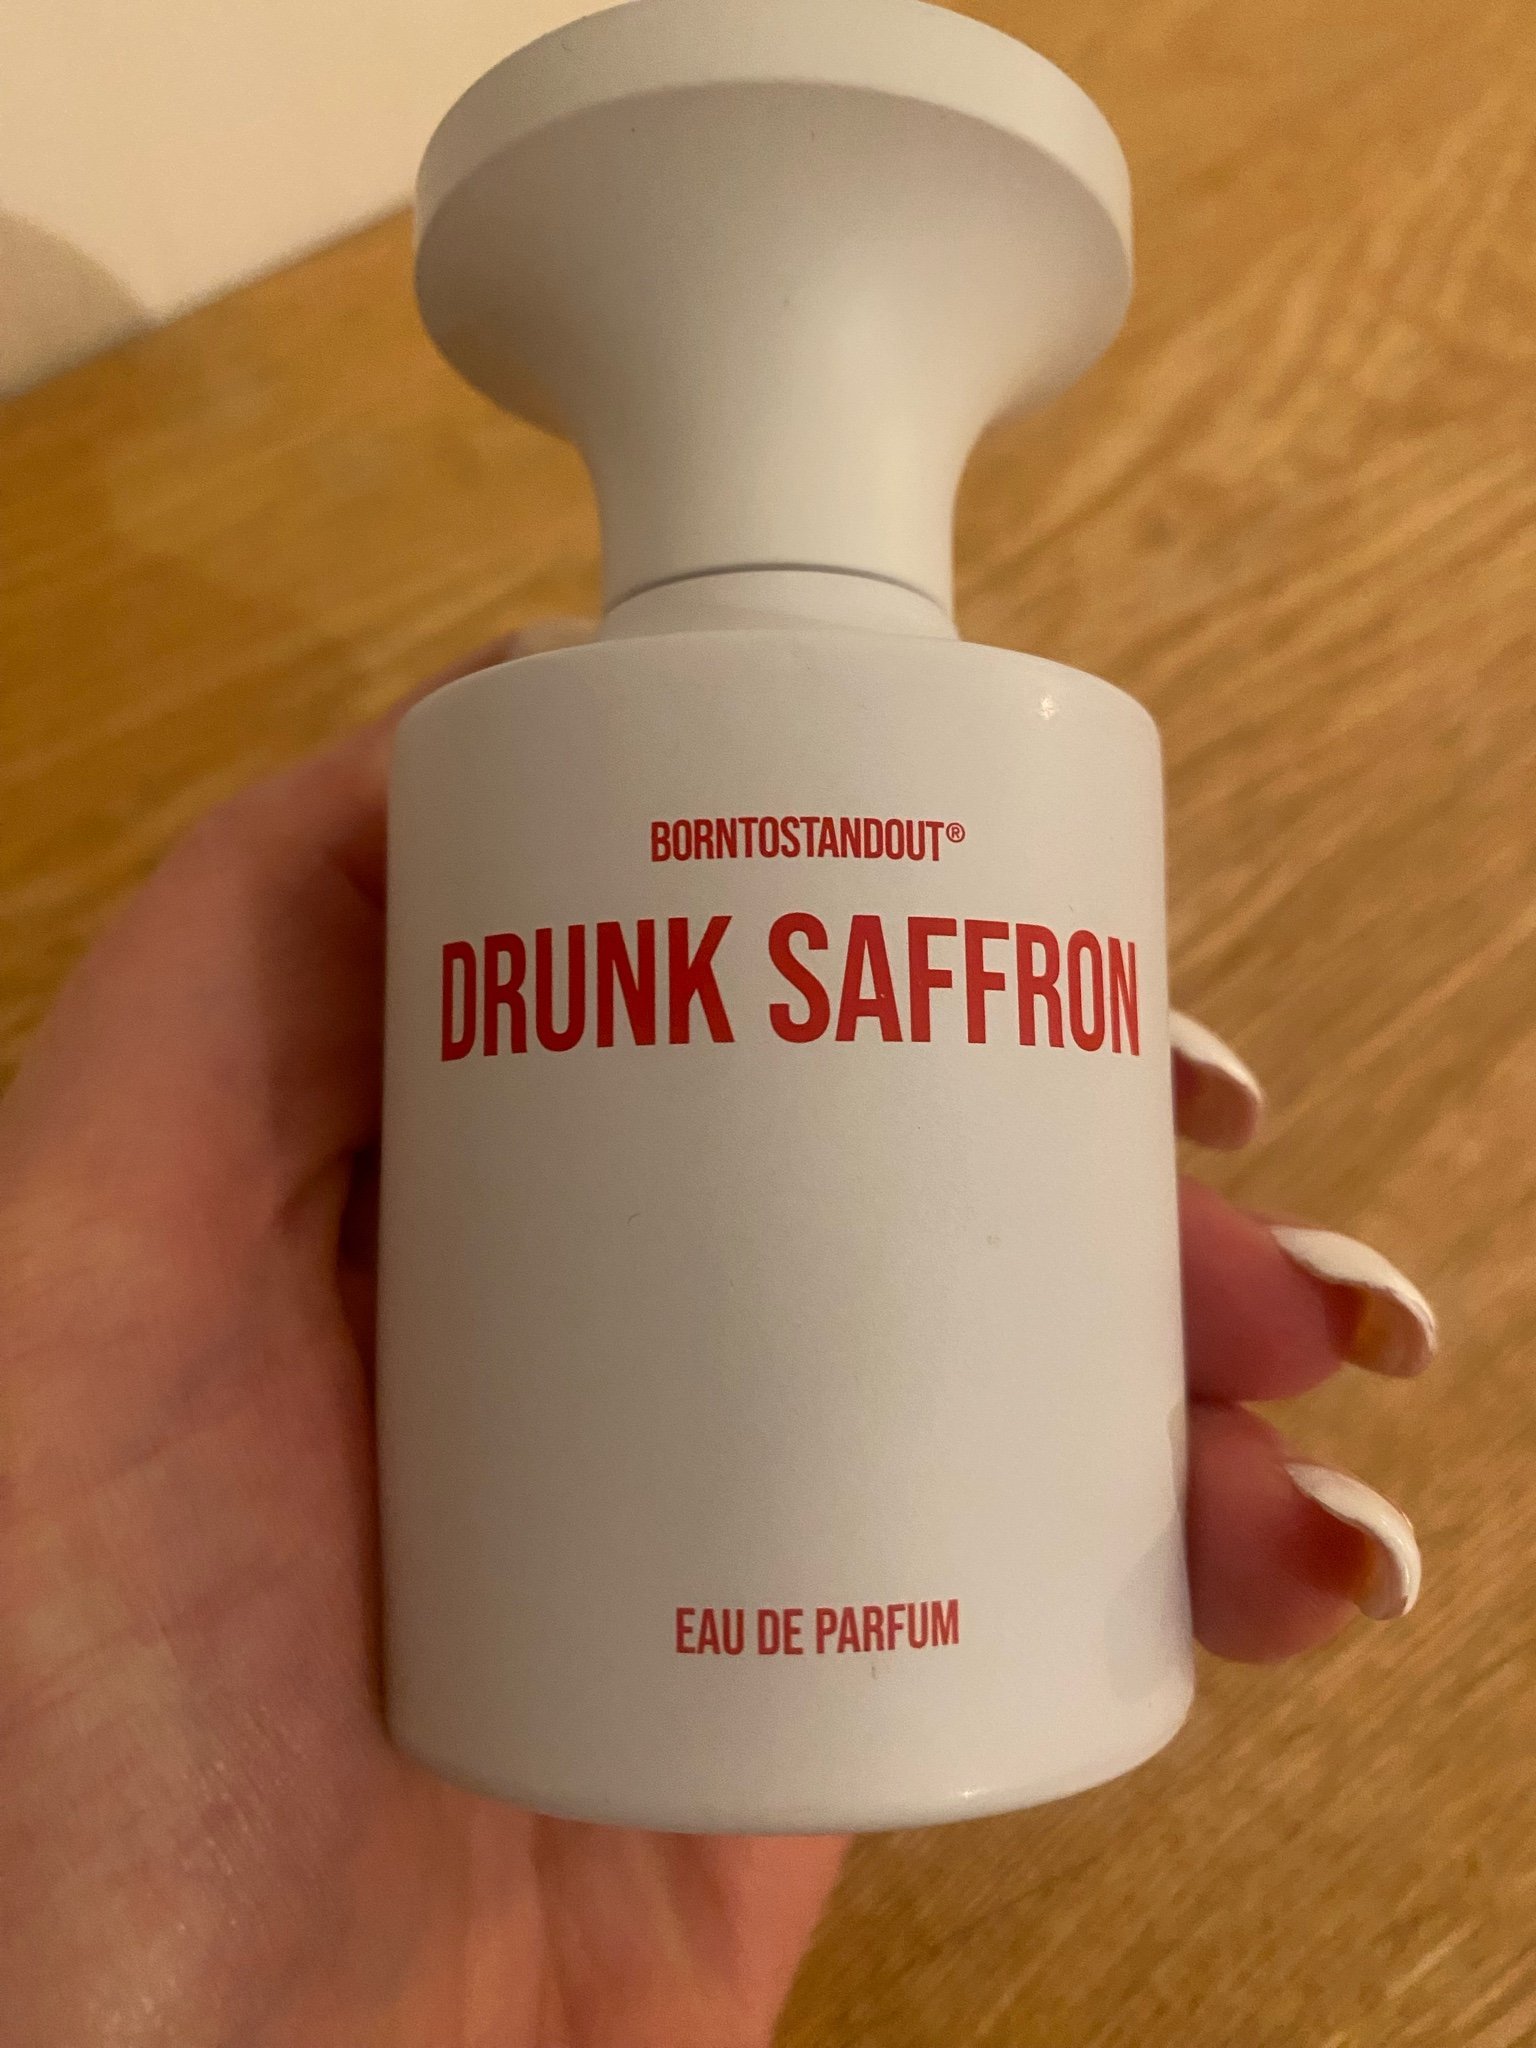 BORNTOSTANDOUT®
DRUNK SAFFRON
EAU DE PARFUM